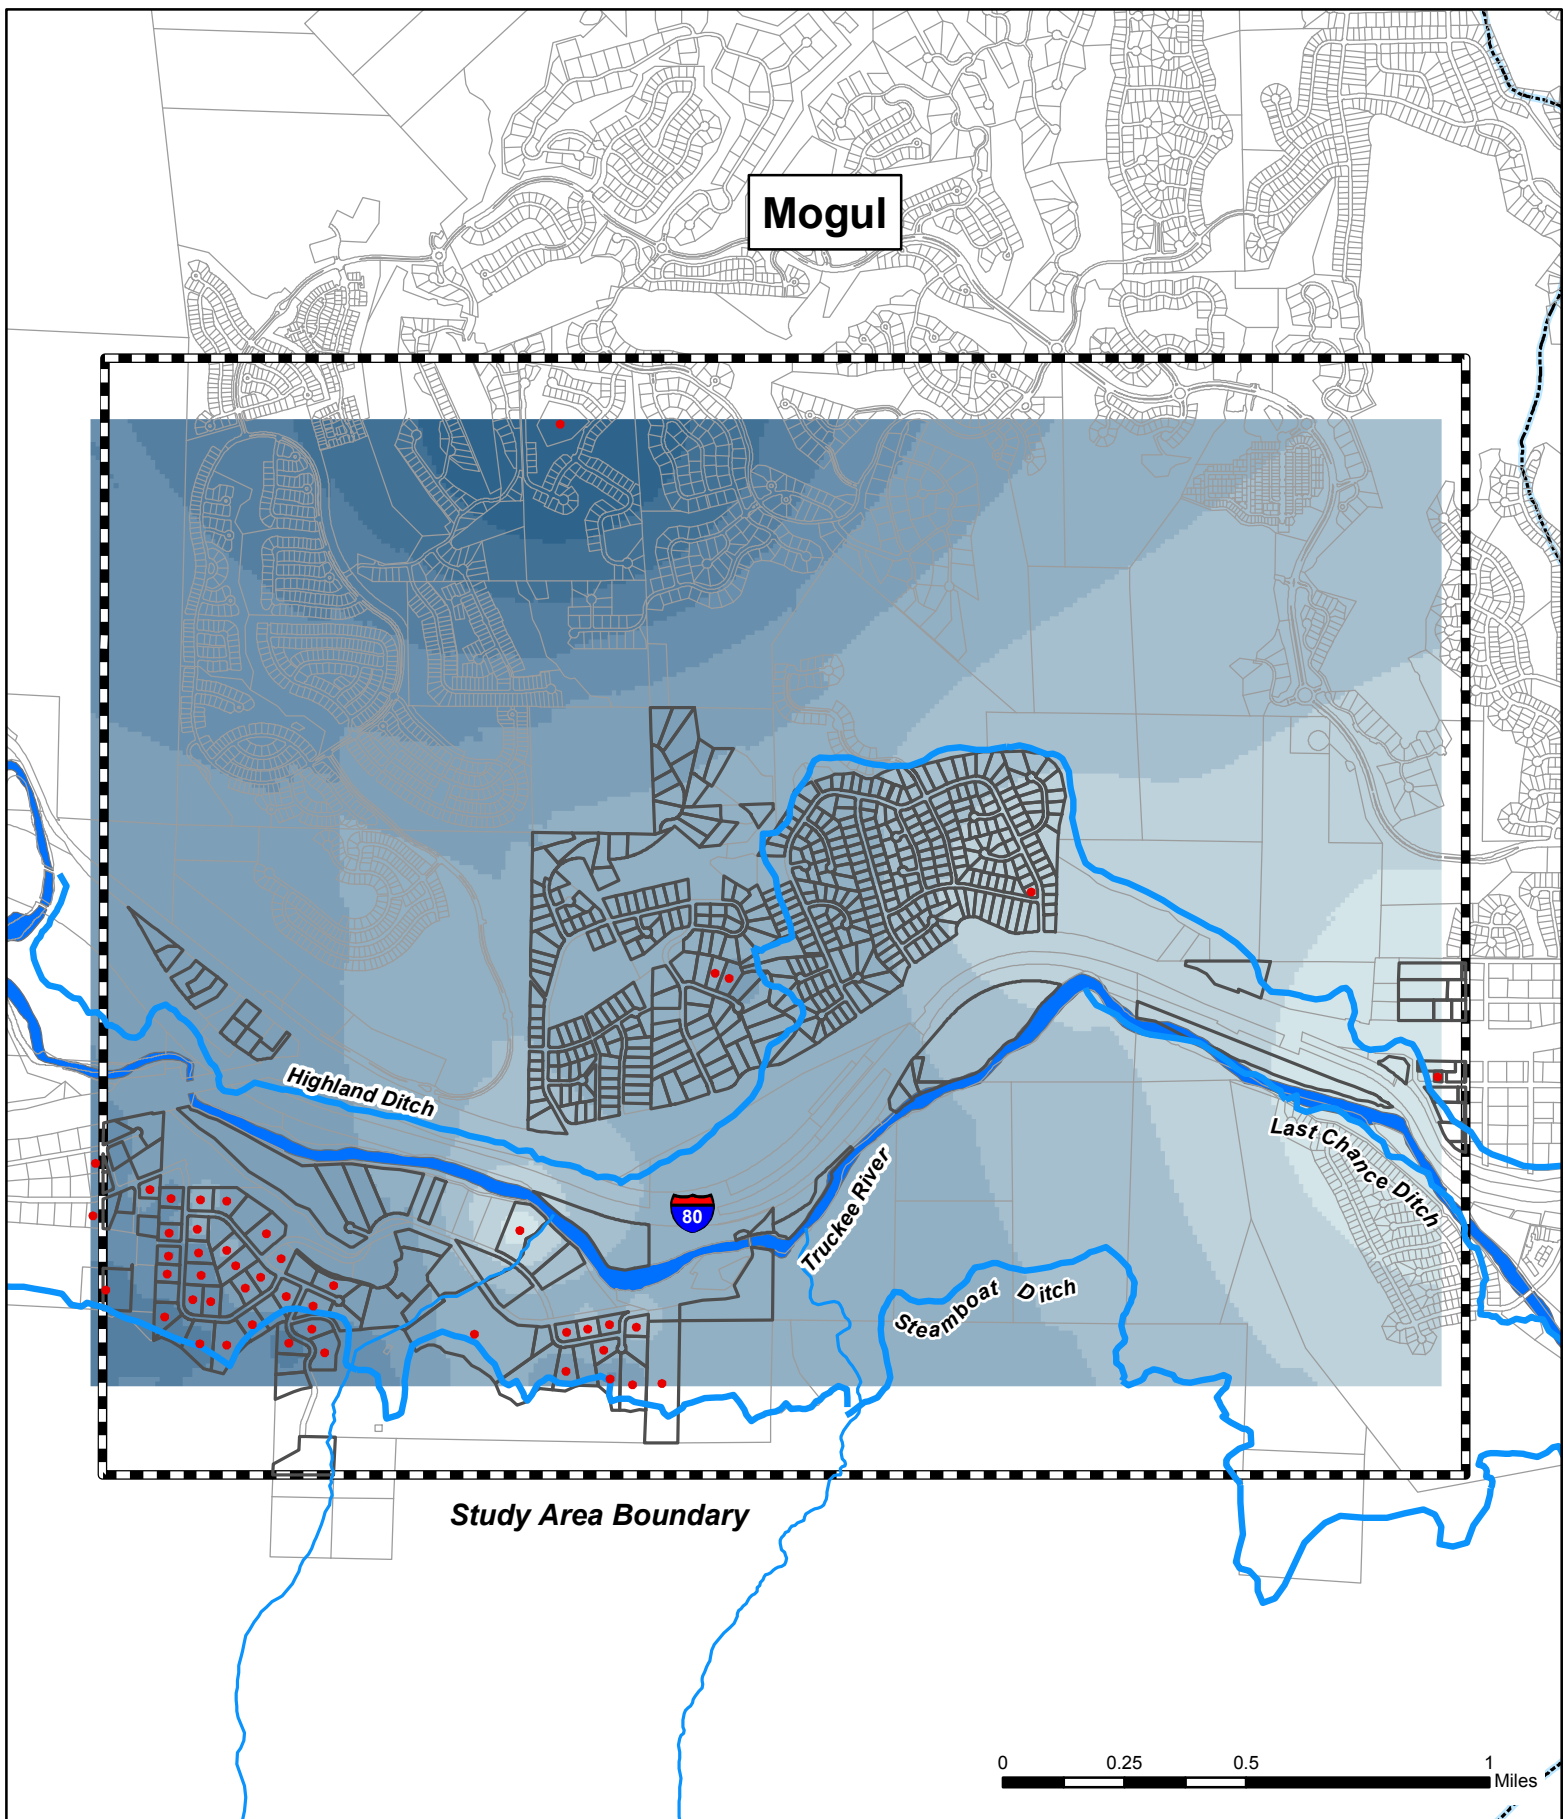 Mogul
Highland Ditch
80
Truckee River
Last Chance Ditch
Steamboat Ditch
Study Area Boundary
0 0.25 0.5 1
Miles